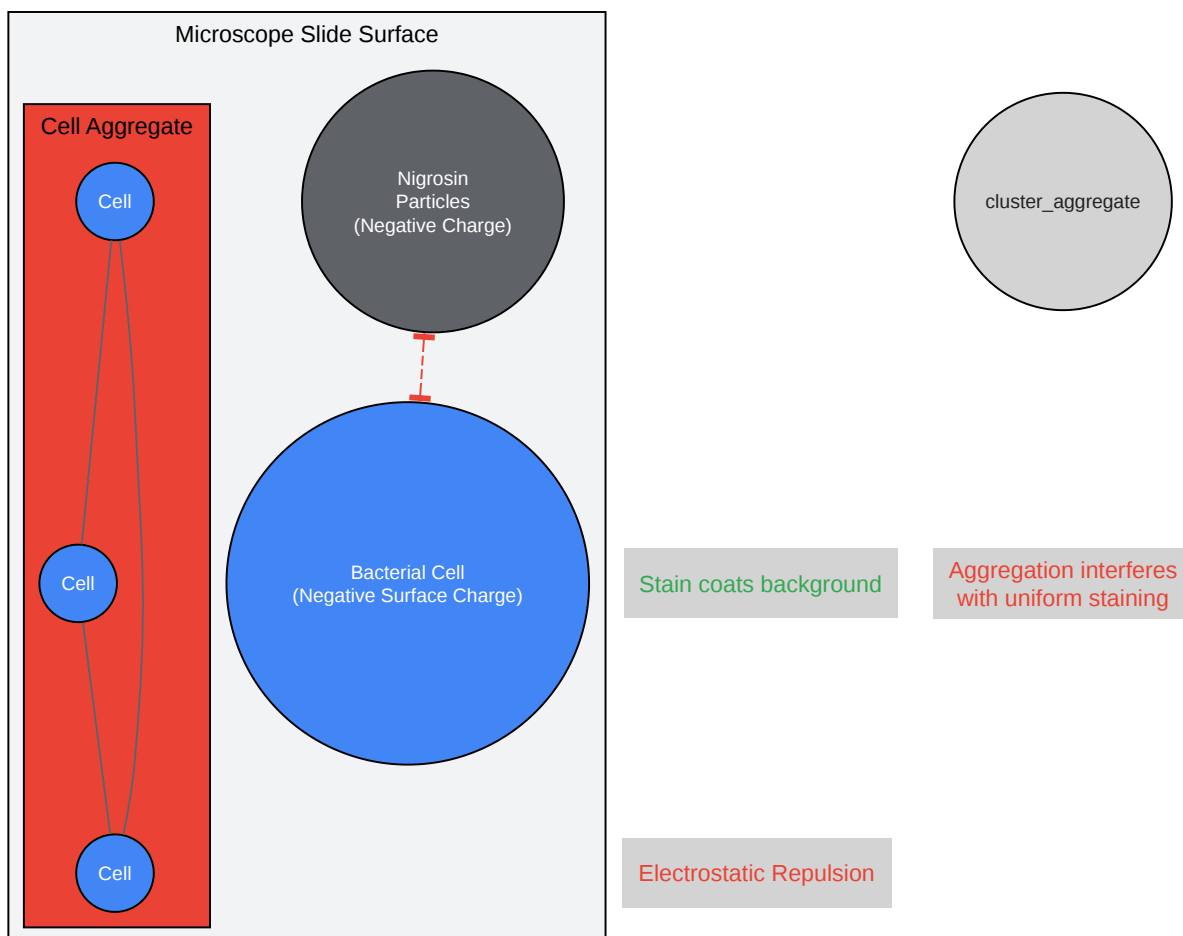 Microscope Slide Surface
Cell Aggregate
Cell
Nigrosin
Particles
(Negative Charge)
cluster_aggregate
Cell
Bacterial Cell
(Negative Surface Charge)
Stain coats background
Aggregation interferes
with uniform staining
Cell
Electrostatic Repulsion